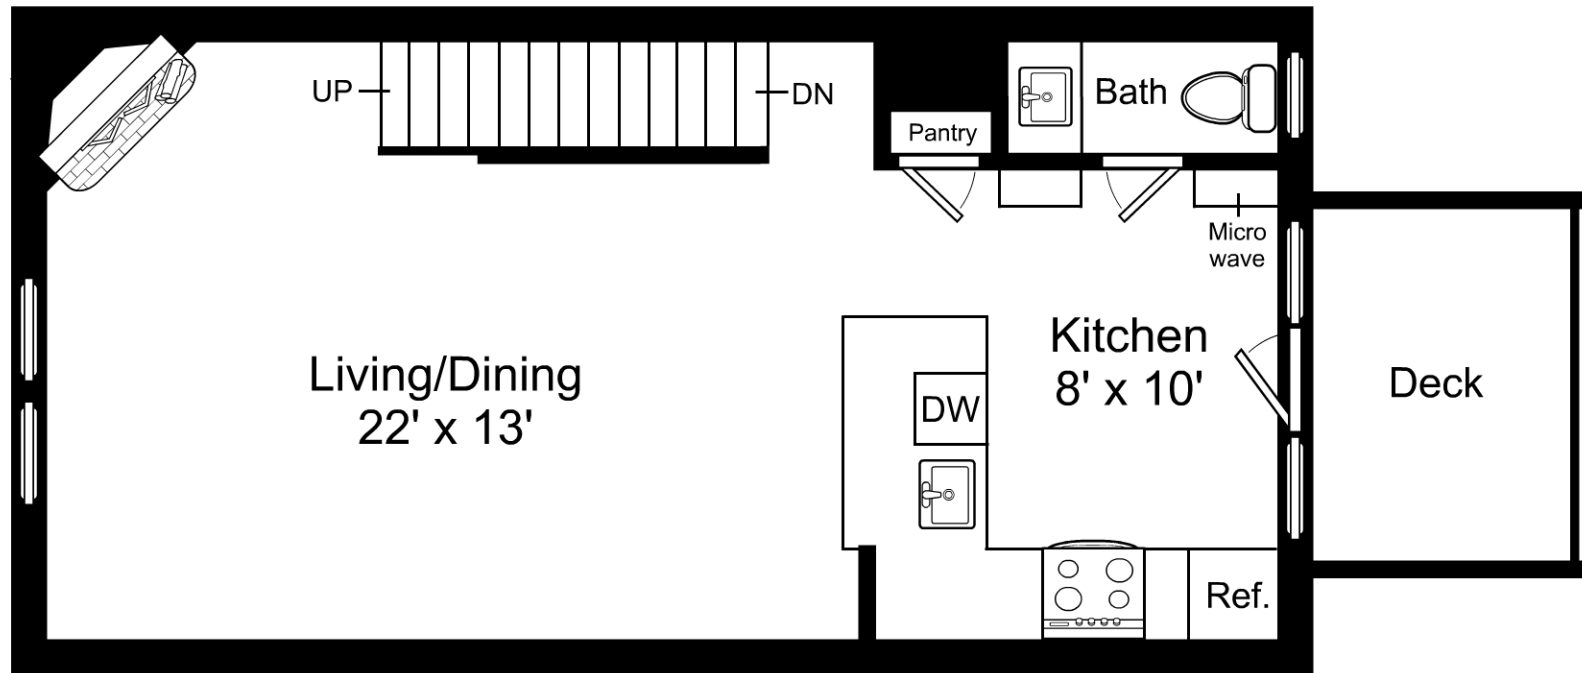 UP
DN
Bath
Pantry
Micro
wave
Kitchen
8' x 10'
Living/Dining
22' x 13'
Deck
DW
Ref.